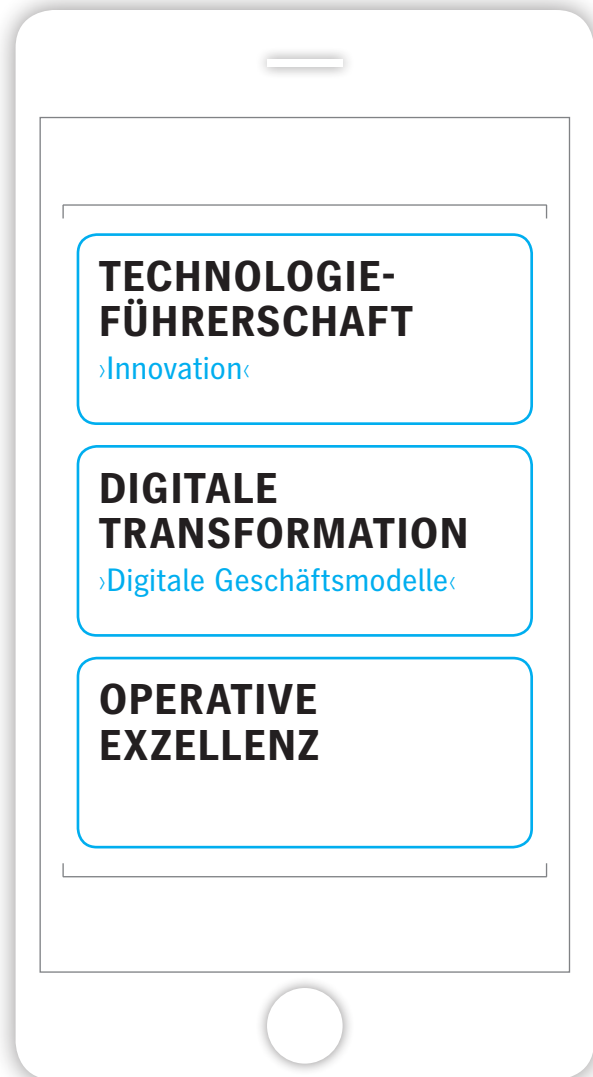 TECHNOLOGIE-
FÜHRERSCHAFT
›Innovation‹
DIGITALE
TRANSFORMATION
›Digitale Geschäftsmodelle‹
OPERATIVE
EXZELLENZ